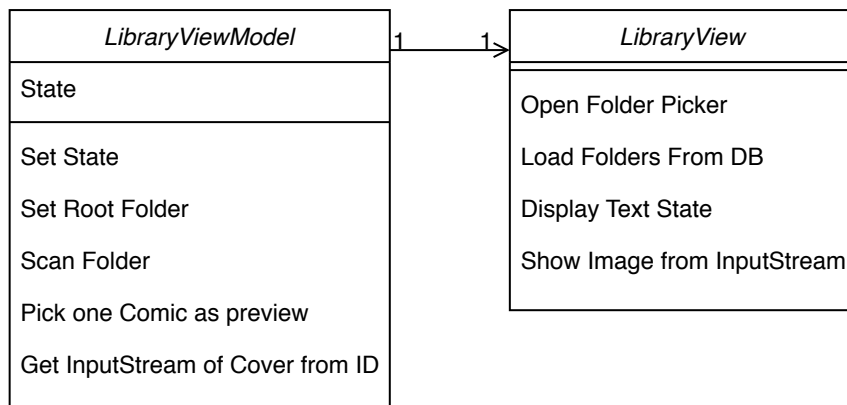 LibraryViewModel
State
Set State
Set Root Folder
Scan Folder
Pick one Comic as preview
Get InputStream of Cover from ID
1
1
LibraryView
Open Folder Picker
Load Folders From DB
Display Text State
Show Image from InputStream